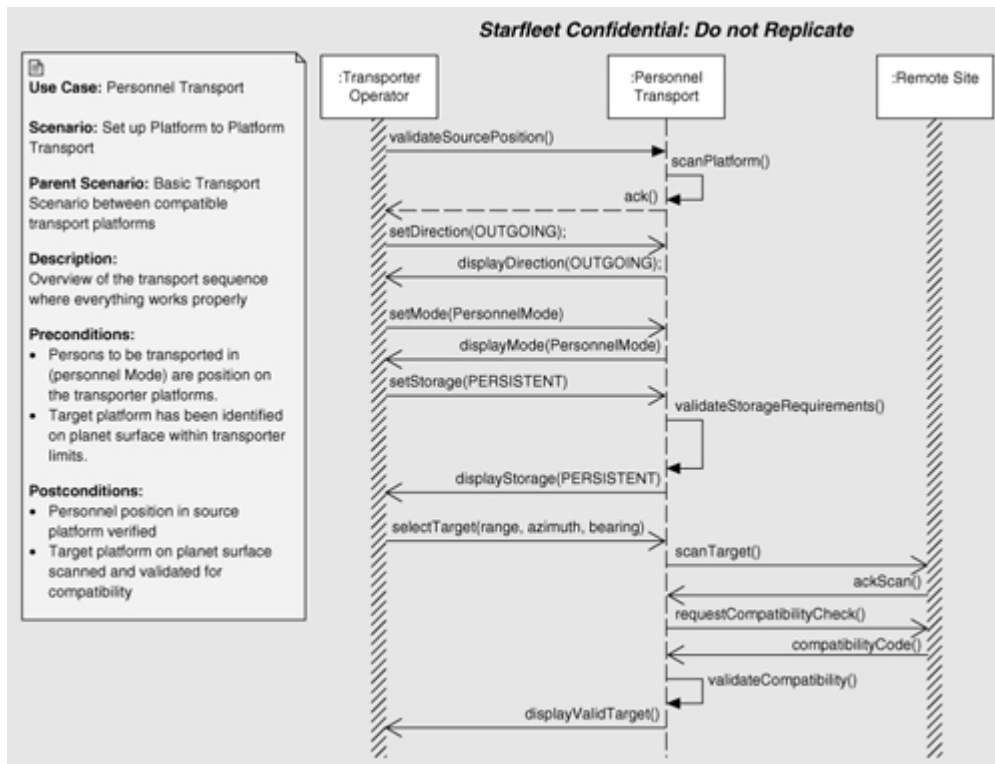 Starfleet Confidential: Do not Replicate
Use Case: Personnel Transport
Scenario: Set up Platform to Platform
Transport
Parent Scenario: Basic Transport
Scenario between compatible
transport platforms
Description:
Overview of the transport sequence
where everything works properly
Preconditions:
• Persons to be transported in
(personnel Mode) are position on
the transporter platforms.
• Target platform has been identified
on planet surface within transporter
limits.
Postconditions:
• Personnel position in source
platform verified
• Target platform on planet surface
scanned and validated for
compatibility
:Transporter
Operator
:Personnel
Transport
:Remote Site
validateSourcePosition()
scanPlatform()
ack()
setDirection(OUTGOING);
displayDirection(OUTGOING);
setMode(PersonnelMode)
displayMode(PersonnelMode)
setStorage(PERSISTENT)
validateStorageRequirements()
displayStorage(PERSISTENT)
selectTarget(range, azimuth, bearing)
scanTarget()
ackScan()
requestCompatibilityCheck()
compatibilityCode()
validateCompatibility()
displayValidTarget()